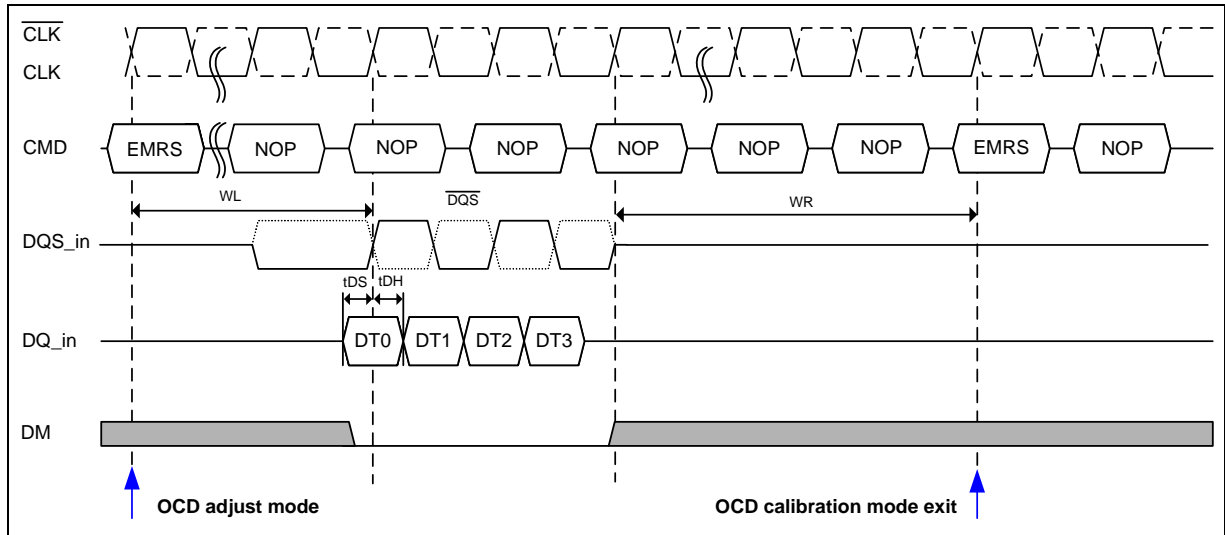 CLK
CLK
CMD EMRS NOP NOP NOP NOP NOP NOP EMRS NOP
WL DQS WR
DQS_in
tDS tDH
DQ_in DT0 DT1 DT2 DT3
DM
OCD adjust mode OCD calibration mode exit